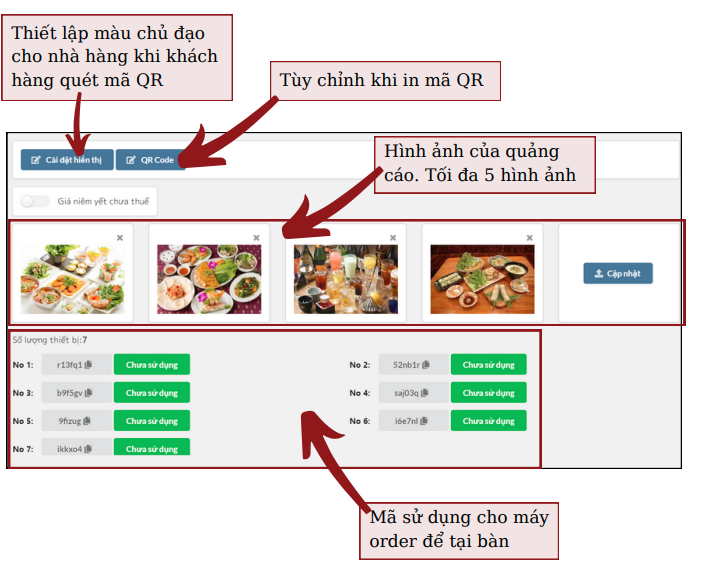 Thiết lập màu chủ đạo
cho nhà hàng khi khách
hàng quét mã QR
Tùy chỉnh khi in mã QR
Cài đặt hiển thị
QR Code
Hình ảnh của quảng
cáo. Tối đa 5 hình ảnh
Giá niêm yết chưa thuế
Cập nhật
Số lượng thiết bị:7
No 1: r13fq1 Chưa sử dụng
No 2: 52nb1r Chưa sử dụng
No 3: b9f5gv Chưa sử dụng
No 4: saj03q Chưa sử dụng
No 5: 9fizug Chưa sử dụng
No 6: i6e7nl Chưa sử dụng
No 7: ikkxo4 Chưa sử dụng
Mã sử dụng cho máy
order để tại bàn